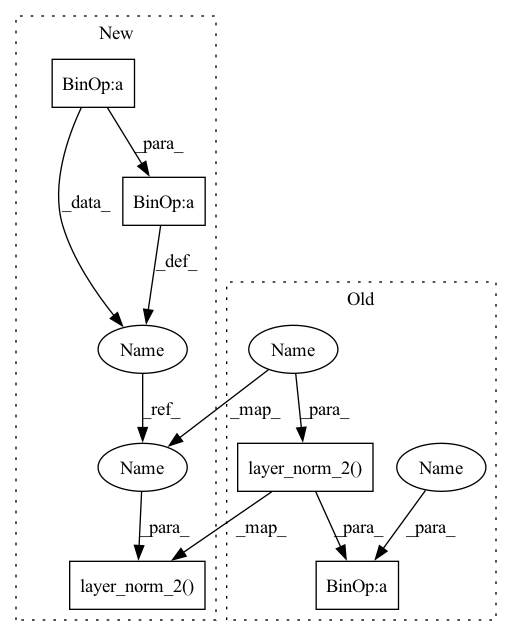 New
BinOp:a
_para_
_data_
BinOp:a
_def_
Old
Name
Name
_ref_
_map_
_para_
Name
layer_norm_2()
Name
_para_
_map_
_para_
_para_
layer_norm_2()
BinOp:a